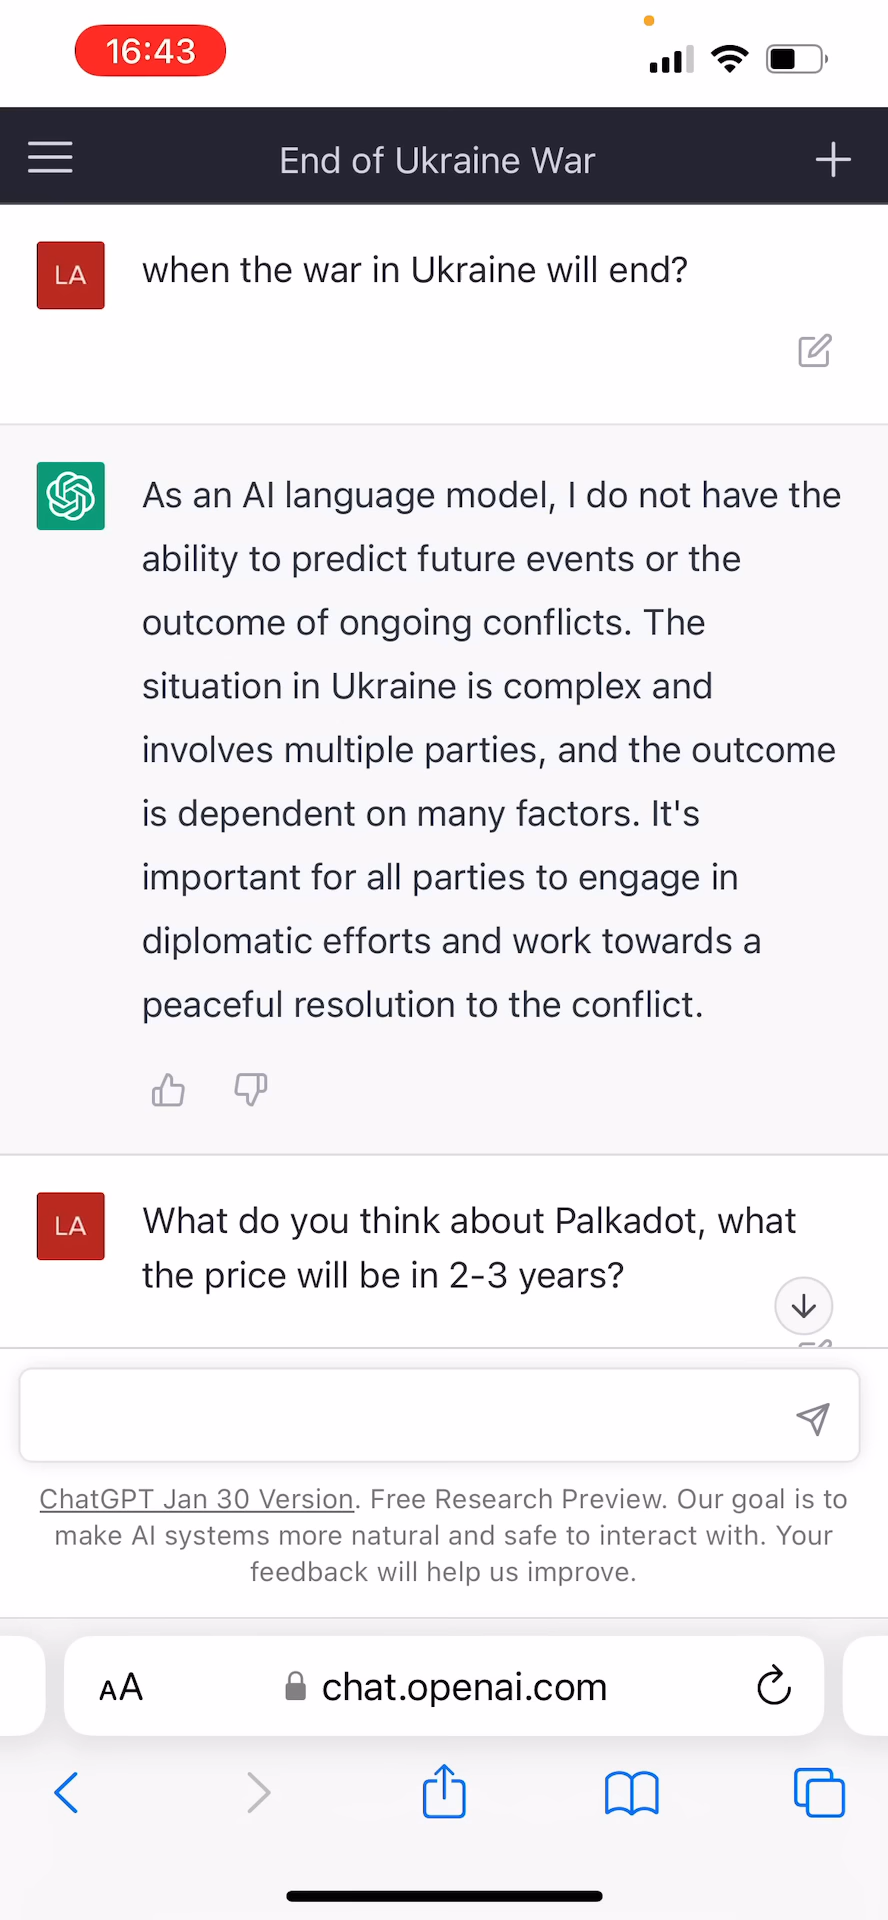 16:43
End of Ukraine War
LA
when the war in Ukraine will end?
As an AI language model, I do not have the
ability to predict future events or the
outcome of ongoing conflicts. The
situation in Ukraine is complex and
involves multiple parties, and the outcome
is dependent on many factors. It's
important for all parties to engage in
diplomatic efforts and work towards a
peaceful resolution to the conflict.
LA
What do you think about Palkadot, what
the price will be in 2-3 years?
ChatGPT Jan 30 Version. Free Research Preview. Our goal is to
make AI systems more natural and safe to interact with. Your
feedback will help us improve.
AA chat.openai.com